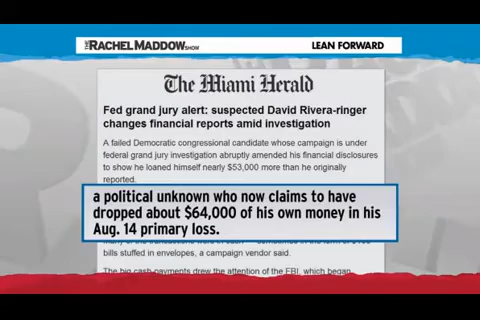 THE RACHEL MADDOW SHOW
LEAN FORWARD
The Miami Herald
Fed grand jury alert: suspected David Rivera-ringer
changes financial reports amid investigation
A failed Democratic congressional candidate whose campaign is under
federal grand jury investigation abruptly amended his financial disclosures
to show he loaned himself nearly $53,000 more than he originally
reported.
a political unknown who now claims to have
dropped about $64,000 of his own money in his
Aug. 14 primary loss.
bills stuffed in envelopes, a campaign vendor said.
The big cash payments drew the attention of the FBI, which began